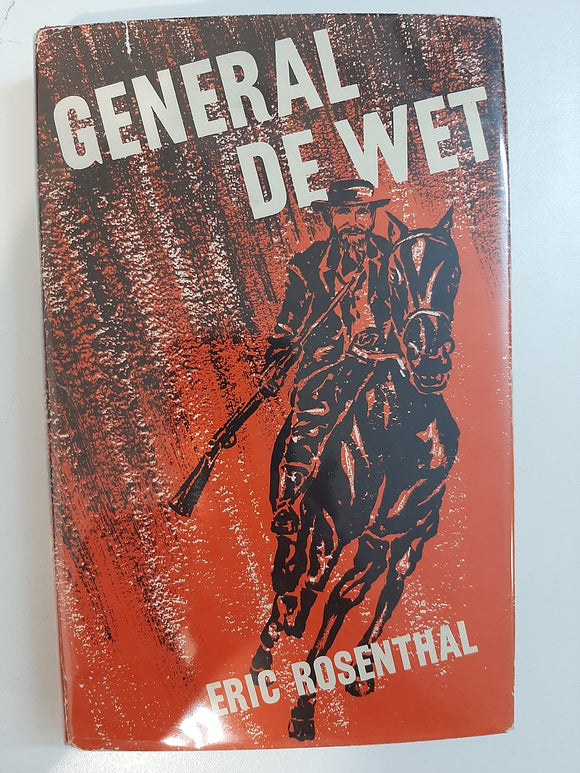 GENERAL
DE WET
ERIC ROSENTHAL